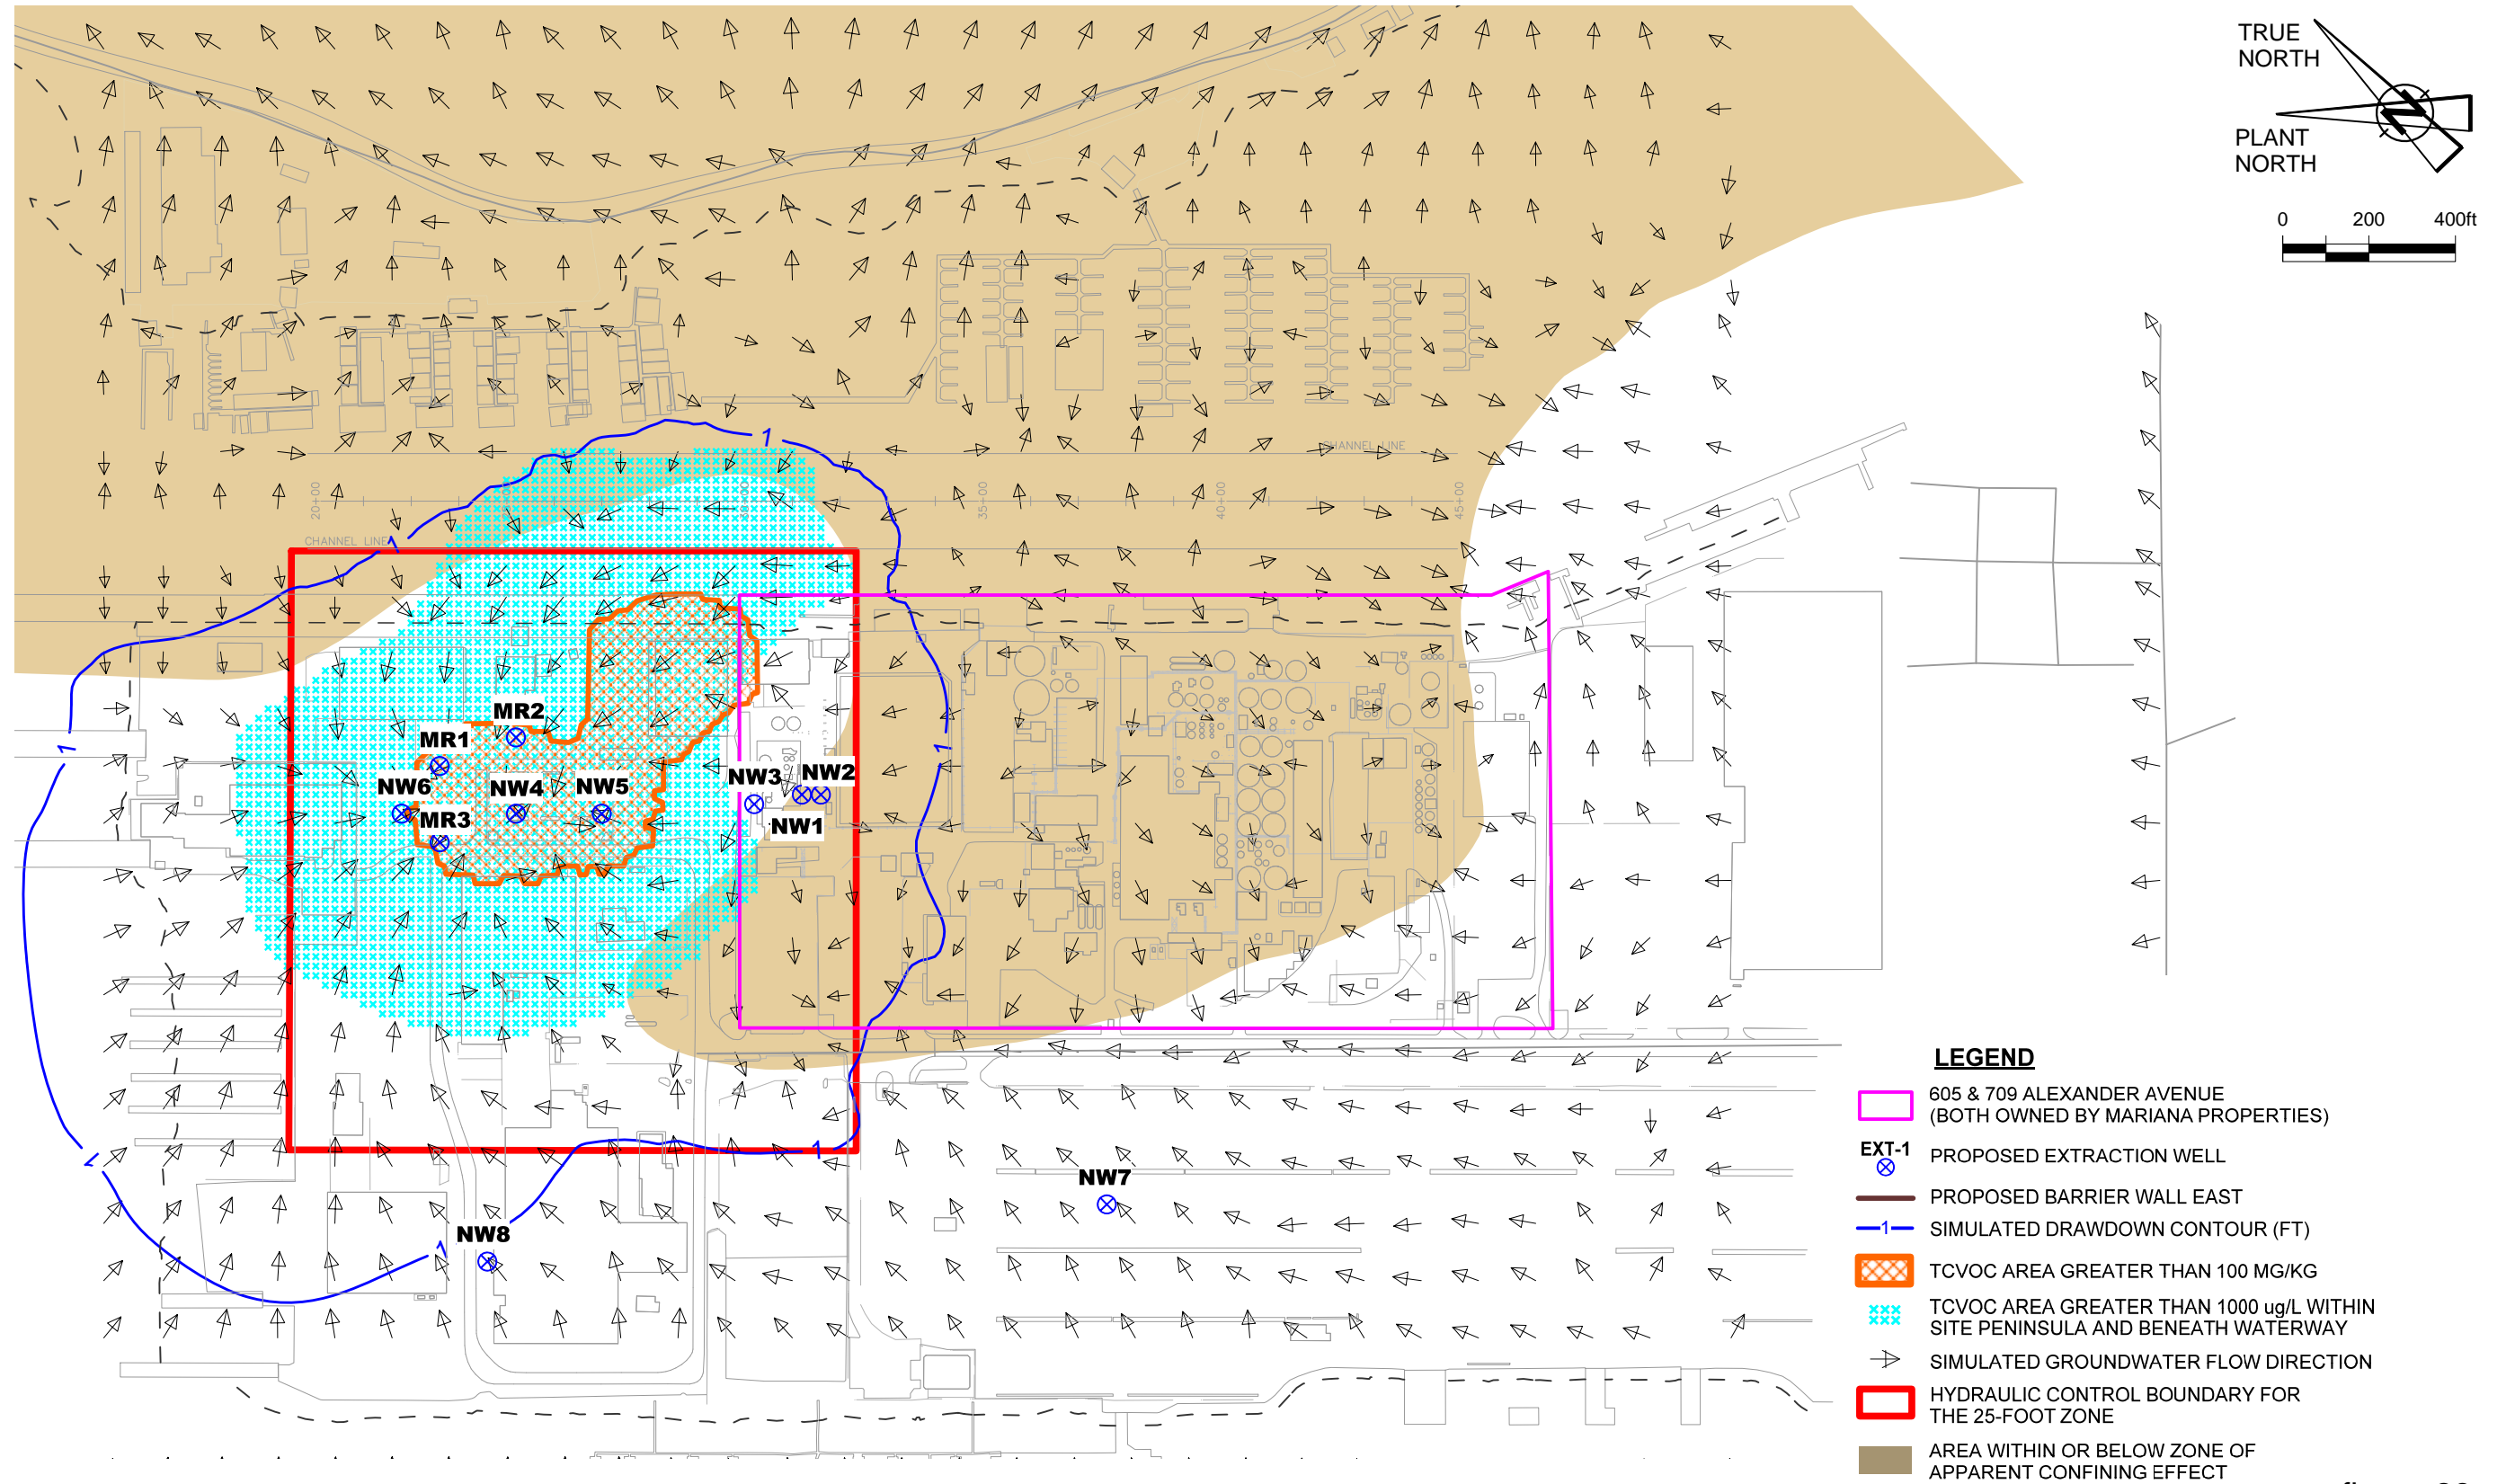 TRUE
NORTH
PLANT
NORTH
0 200 400ft
1
CHANNEL LINE
20+00
35+00
40+00
45+00
CHANNEL LINE
1
MR2
MR1
1
1
NW3
NW2
NW6
NW4
NW5
MR3
NW1
1
1
NW7
NW8
1
LEGEND
605 & 709 ALEXANDER AVENUE
(BOTH OWNED BY MARIANA PROPERTIES)
EXT-1
PROPOSED EXTRACTION WELL
PROPOSED BARRIER WALL EAST
1
SIMULATED DRAWDOWN CONTOUR (FT)
TCVOC AREA GREATER THAN 100 MG/KG
TCVOC AREA GREATER THAN 1000 ug/L WITHIN
SITE PENINSULA AND BENEATH WATERWAY
SIMULATED GROUNDWATER FLOW DIRECTION
HYDRAULIC CONTROL BOUNDARY FOR
THE 25-FOOT ZONE
AREA WITHIN OR BELOW ZONE OF
APPARENT CONFINING EFFECT